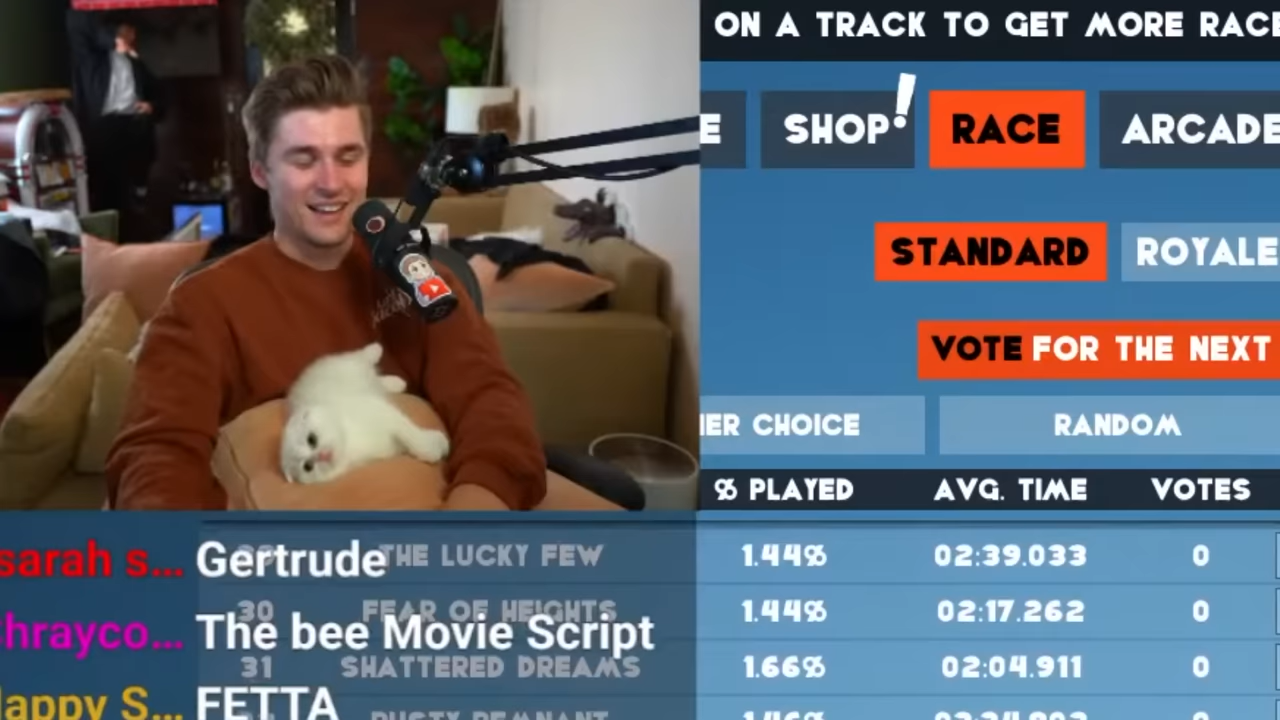 ON A TRACK TO GET MORE RACE
E
SHOP!
RACE
ARCADE
STANDARD
ROYALE
VOTE FOR THE NEXT
IER CHOICE
RANDOM
% PLAYED AVG. TIME VOTES
THE LUCKY FEW 1.44% 02:39.033 0
sarah s... Gertrude
30 FEAR OF HEIGHTS 1.44% 02:17.262 0
hrayco... The bee Movie Script
31 SHATTERED DREAMS 1.66% 02:04.911 0
appy S... FETTA
RUSTY REMNANT